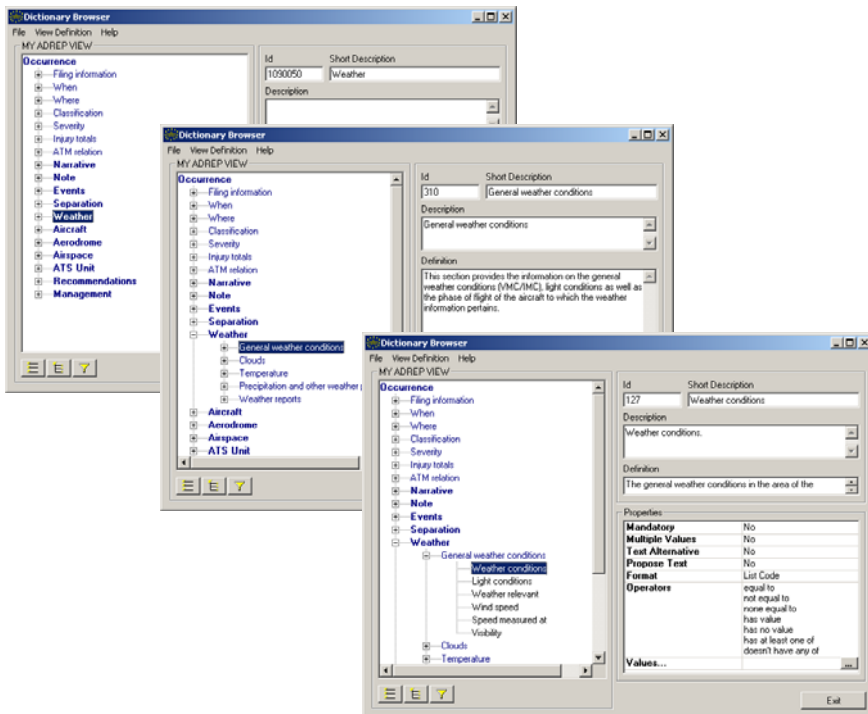 Dictionary Browser
File View Definition Help
MY ADREP VIEW
Occurrence
Filing information
When
Where
Classification
Severity
Injury totals
ATM relation
Narrative
Note
Events
Separation
Weather
Aircraft
Aerodrome
Airspace
ATS Unit
Recommendations
Management
Id Short Description
1090050 Weather
Description
Dictionary Browser
File View Definition Help
MY ADREP VIEW
Occurrence
Filing information
When
Where
Classification
Severity
Injury totals
ATM relation
Narrative
Note
Events
Separation
Weather
General weather conditions
Clouds
Temperature
Precipitation and other weather
Weather reports
Aircraft
Aerodrome
Airspace
ATS Unit
Id Short Description
310 General weather conditions
Description
General weather conditions
Definition
This section provides the information on the general
weather conditions (VMC/IMC), light conditions as well as
the phase of flight of the aircraft to which the weather
information pertains.
Dictionary Browser
File View Definition Help
MY ADREP VIEW
Occurrence
Filing information
When
Where
Classification
Severity
Injury totals
ATM relation
Narrative
Note
Events
Separation
Weather
General weather conditions
Weather conditions
Light conditions
Weather relevant
Wind speed
Speed measured at
Visibility
Clouds
Temperature
Id Short Description
127 Weather conditions
Description
Weather conditions.
Definition
The general weather conditions in the area of the
Properties
Mandatory No
Multiple Values No
Text Alternative No
Propose Text No
Format List Code
Operators equal to
not equal to
none equal to
has value
has no value
has at least one of
doesn't have any of
Values... ...
Exit